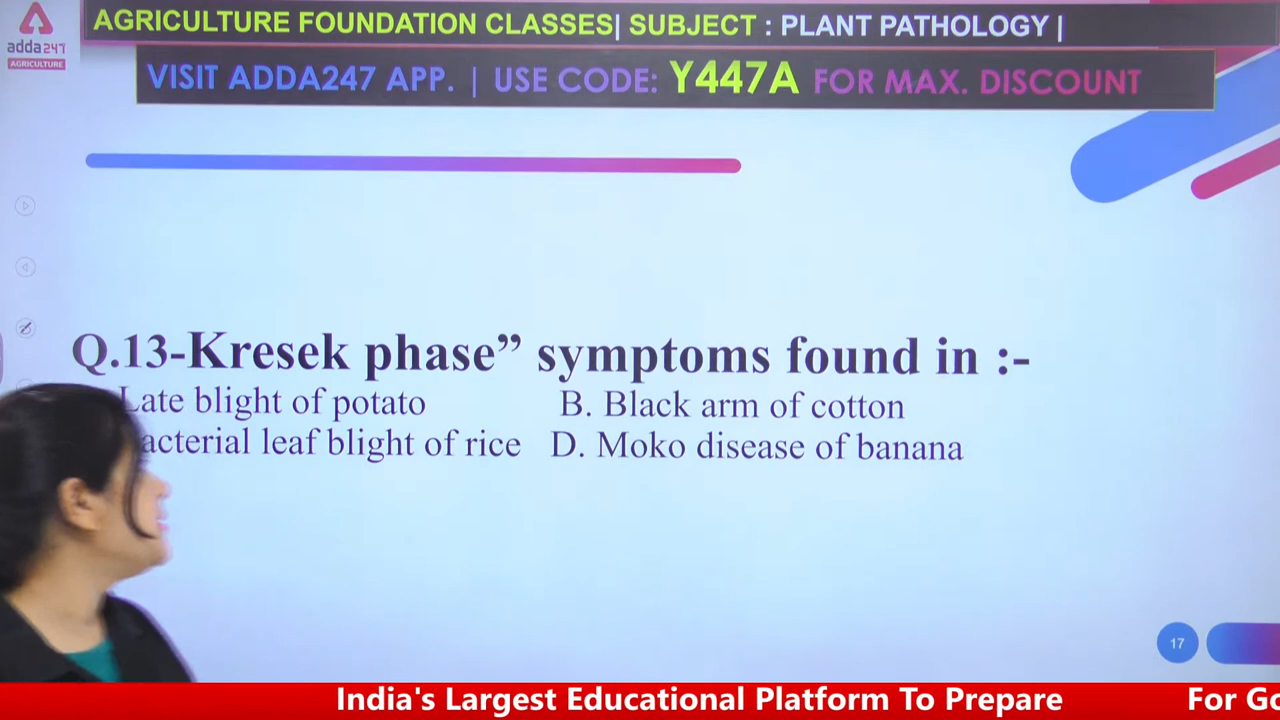 AGRICULTURE FOUNDATION CLASSES| SUBJECT : PLANT PATHOLOGY |
adda247
AGRICULTURE
VISIT ADDA247 APP. | USE CODE: Y447A FOR MAX. DISCOUNT
Q.13-Kresek phase” symptoms found in :-
Late blight of potato B. Black arm of cotton
acterial leaf blight of rice D. Moko disease of banana
17
India's Largest Educational Platform To Prepare For Go